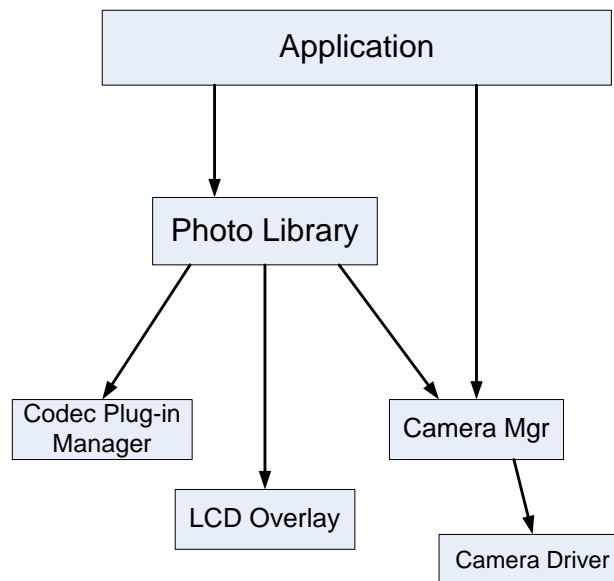 Application
Photo Library
Codec Plug-in
Manager
Camera Mgr
LCD Overlay
Camera Driver